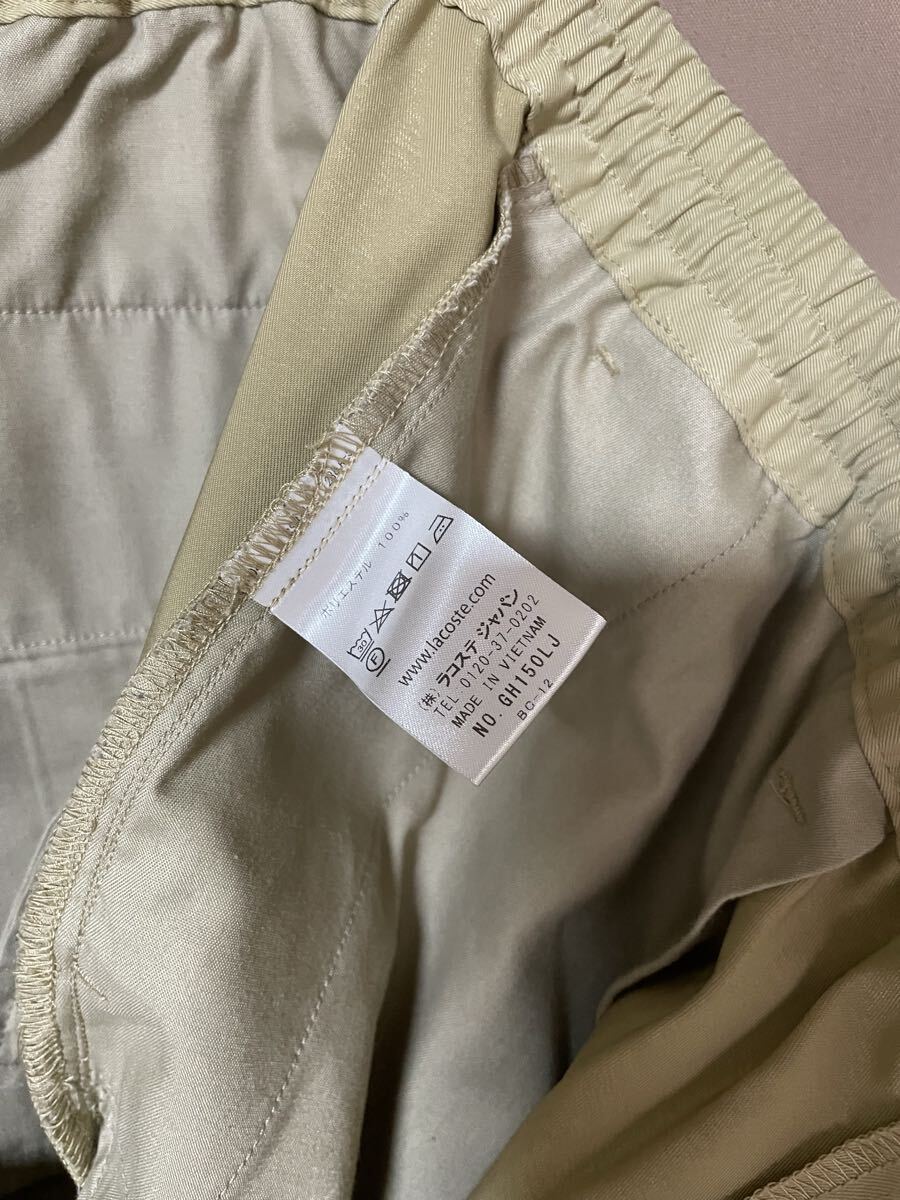 ポリエステル 100%
30
F
www.lacoste.com
(株)ラコステ ジャパン
TEL.0120-37-0202
MADE IN VIETNAM
NO. GH150LJ
BC-12